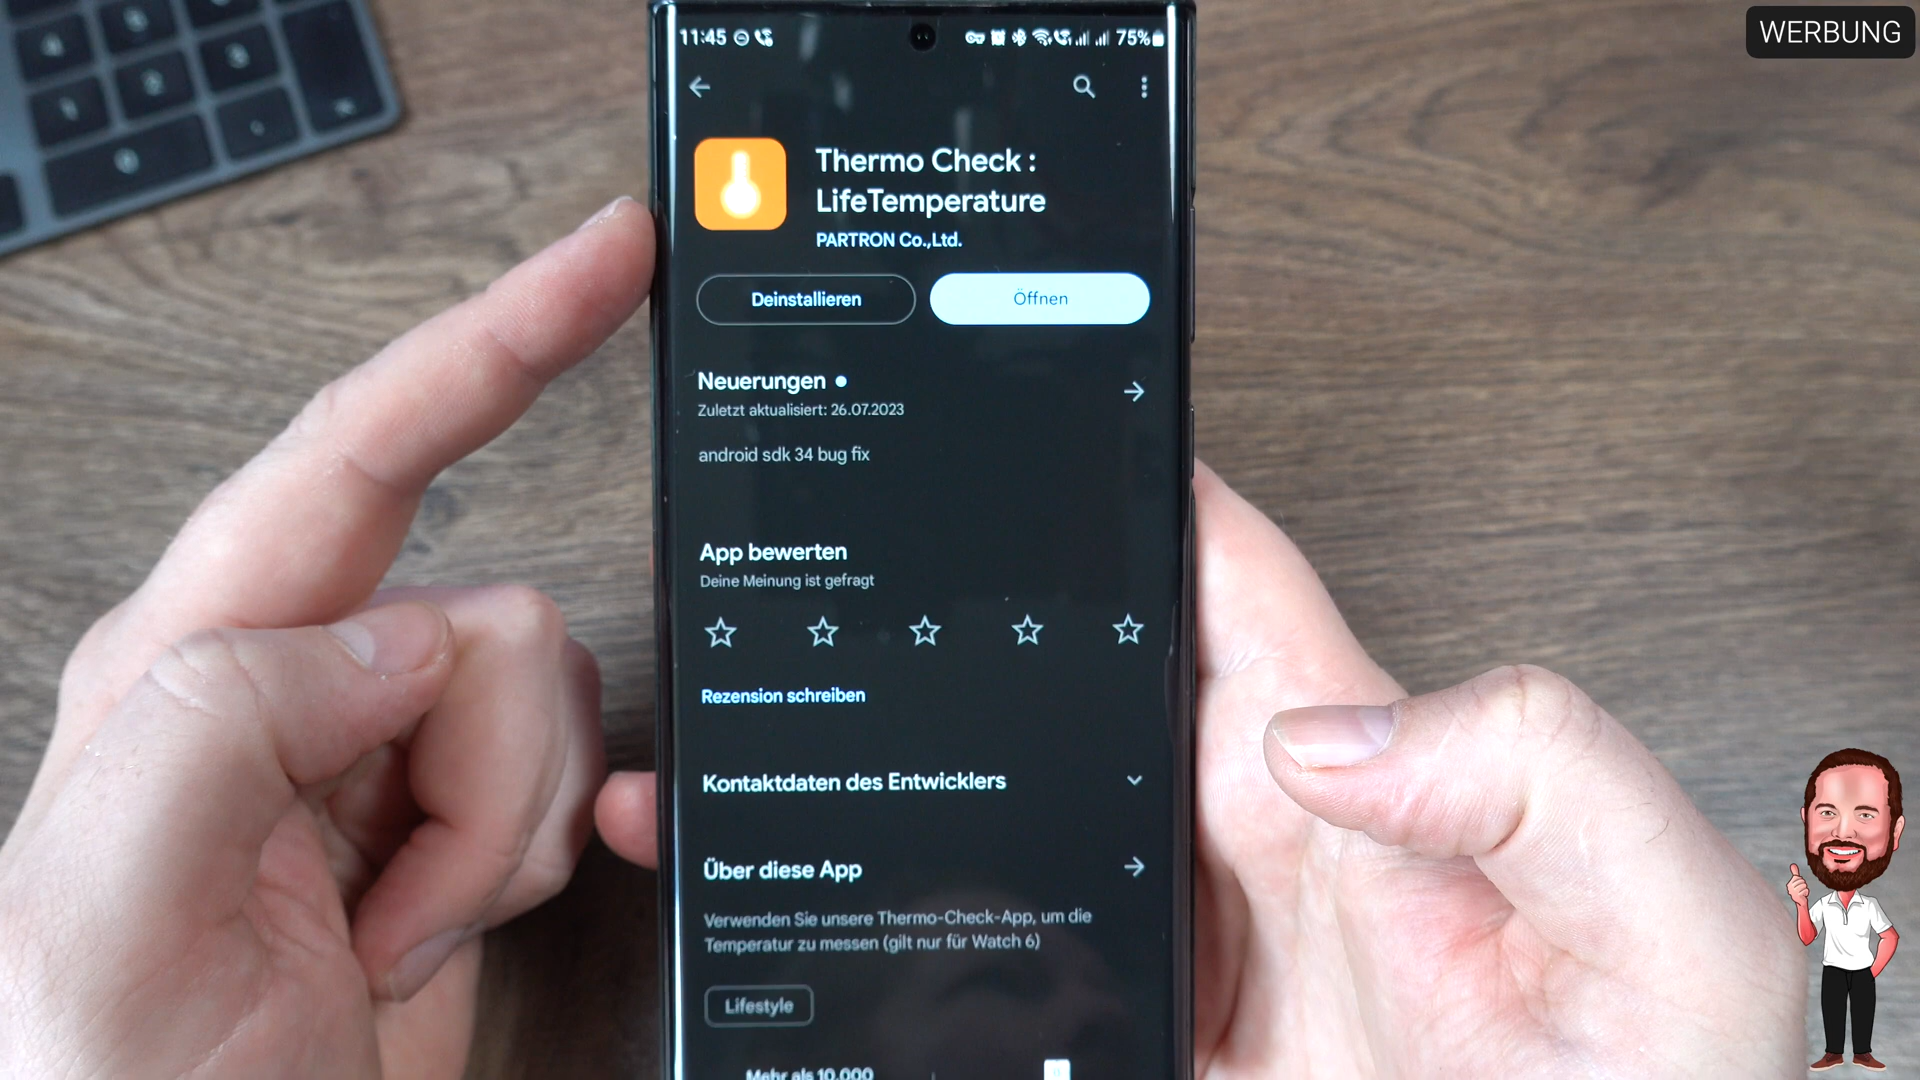 WERBUNG
11:45
75%
Thermo Check :
LifeTemperature
PARTRON Co.,Ltd.
Deinstallieren
Öffnen
Neuerungen
Zuletzt aktualisiert: 26.07.2023
android sdk 34 bug fix
App bewerten
Deine Meinung ist gefragt
Rezension schreiben
Kontaktdaten des Entwicklers
Über diese App
Verwenden Sie unsere Thermo-Check-App, um die
Temperatur zu messen (gilt nur für Watch 6)
Lifestyle
Mehr als 10.000